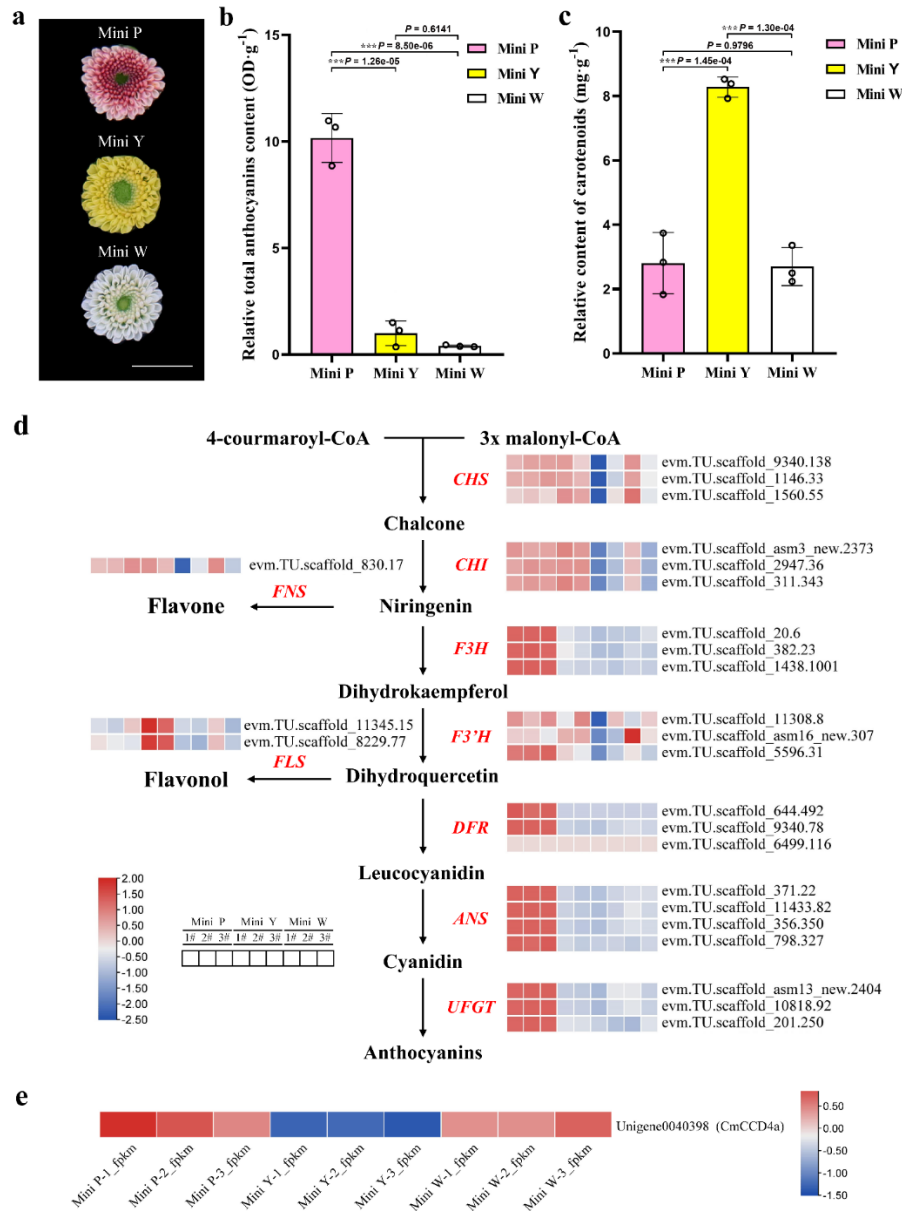 a
Mini P
Mini Y
Mini W
b
Relative total anthocyanins content (OD·g⁻¹)
P = 0.6141
***P = 8.50e-06
***P = 1.26e-05
Mini P
Mini Y
Mini W
15
10
5
0
Mini P Mini Y Mini W
c
Relative content of carotenoids (mg·g⁻¹)
***P = 1.30e-04
P = 0.9796
***P = 1.45e-04
Mini P
Mini Y
Mini W
10
8
6
4
2
0
Mini P Mini Y Mini W
d
4-courmaroyl-CoA 3x malonyl-CoA
CHS
evm.TU.scaffold_9340.138
evm.TU.scaffold_1146.33
evm.TU.scaffold_1560.55
Chalcone
CHI
evm.TU.scaffold_asm3_new.2373
evm.TU.scaffold_2947.36
evm.TU.scaffold_311.343
evm.TU.scaffold_830.17
FNS
Flavone
Niringenin
F3H
evm.TU.scaffold_20.6
evm.TU.scaffold_382.23
evm.TU.scaffold_1438.1001
Dihydrokaempferol
F3’H
evm.TU.scaffold_11308.8
evm.TU.scaffold_asm16_new.307
evm.TU.scaffold_5596.31
evm.TU.scaffold_11345.15
evm.TU.scaffold_8229.77
FLS
Flavonol
Dihydroquercetin
DFR
evm.TU.scaffold_644.492
evm.TU.scaffold_9340.78
evm.TU.scaffold_6499.116
Leucocyanidin
ANS
evm.TU.scaffold_371.22
evm.TU.scaffold_11433.82
evm.TU.scaffold_356.350
evm.TU.scaffold_798.327
Cyanidin
UFGT
evm.TU.scaffold_asm13_new.2404
evm.TU.scaffold_10818.92
evm.TU.scaffold_201.250
Anthocyanins
2.00
1.50
1.00
0.50
0.00
-0.50
-1.00
-1.50
-2.00
-2.50
Mini P Mini Y Mini W
1# 2# 3# 1# 2# 3# 1# 2# 3#
e
Unigene0040398 (CmCCD4a)
Mini P-1_fpkm
Mini P-2_fpkm
Mini P-3_fpkm
Mini Y-1_fpkm
Mini Y-2_fpkm
Mini Y-3_fpkm
Mini W-1_fpkm
Mini W-2_fpkm
Mini W-3_fpkm
0.50
0.00
-0.50
-1.00
-1.50